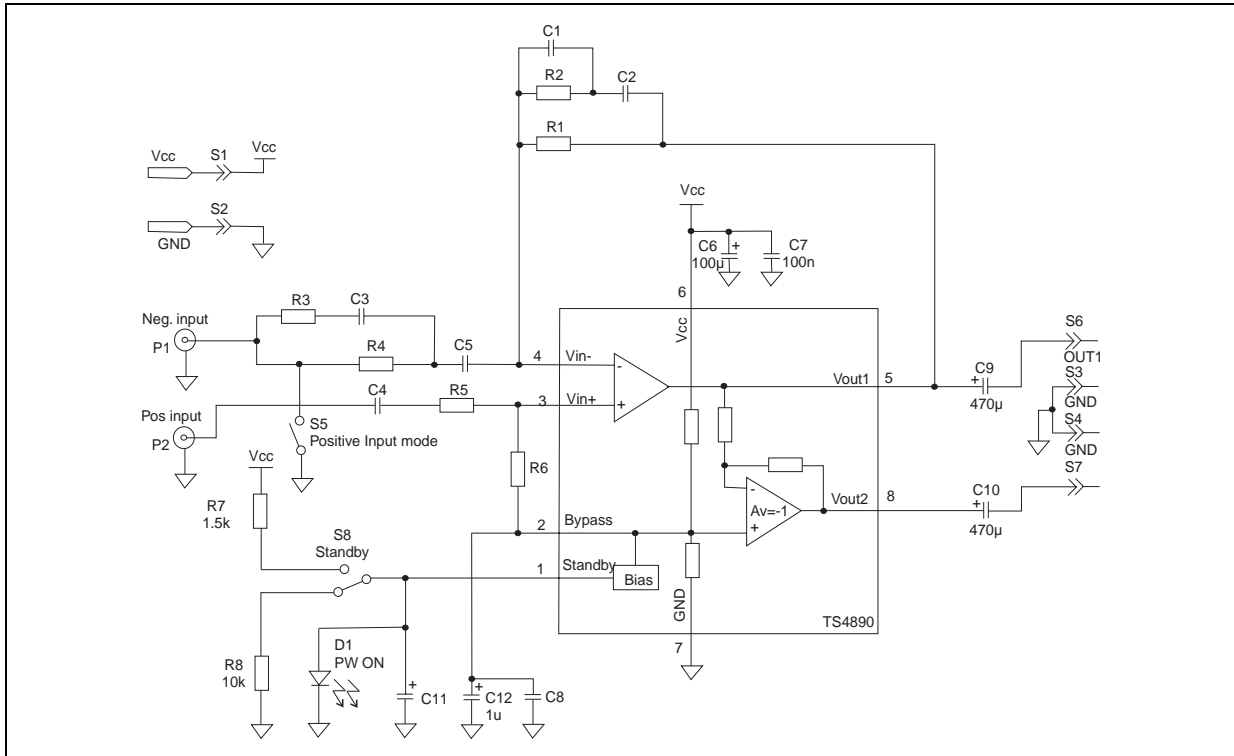 C1
R2
C2
R1
Vcc
S1
Vcc
S2
GND
Vcc
C6
+
100µ
C7
100n
6
Vcc
R3
C3
Neg. input
P1
R4
C5
4
Vin-
-
Vout1
5
S6
OUT1
S3
GND
S4
GND
S7
C9
+
470µ
C4
R5
3
Vin+
+
Pos input
P2
S5
Positive Input mode
Vcc
R7
1.5k
R6
-
Av=-1
+
Vout2
8
C10
+
470µ
S8
Standby
2
Bypass
1
Standby
Bias
GND
TS4890
7
R8
10k
D1
PW ON
+
C11
+
C12
1u
C8